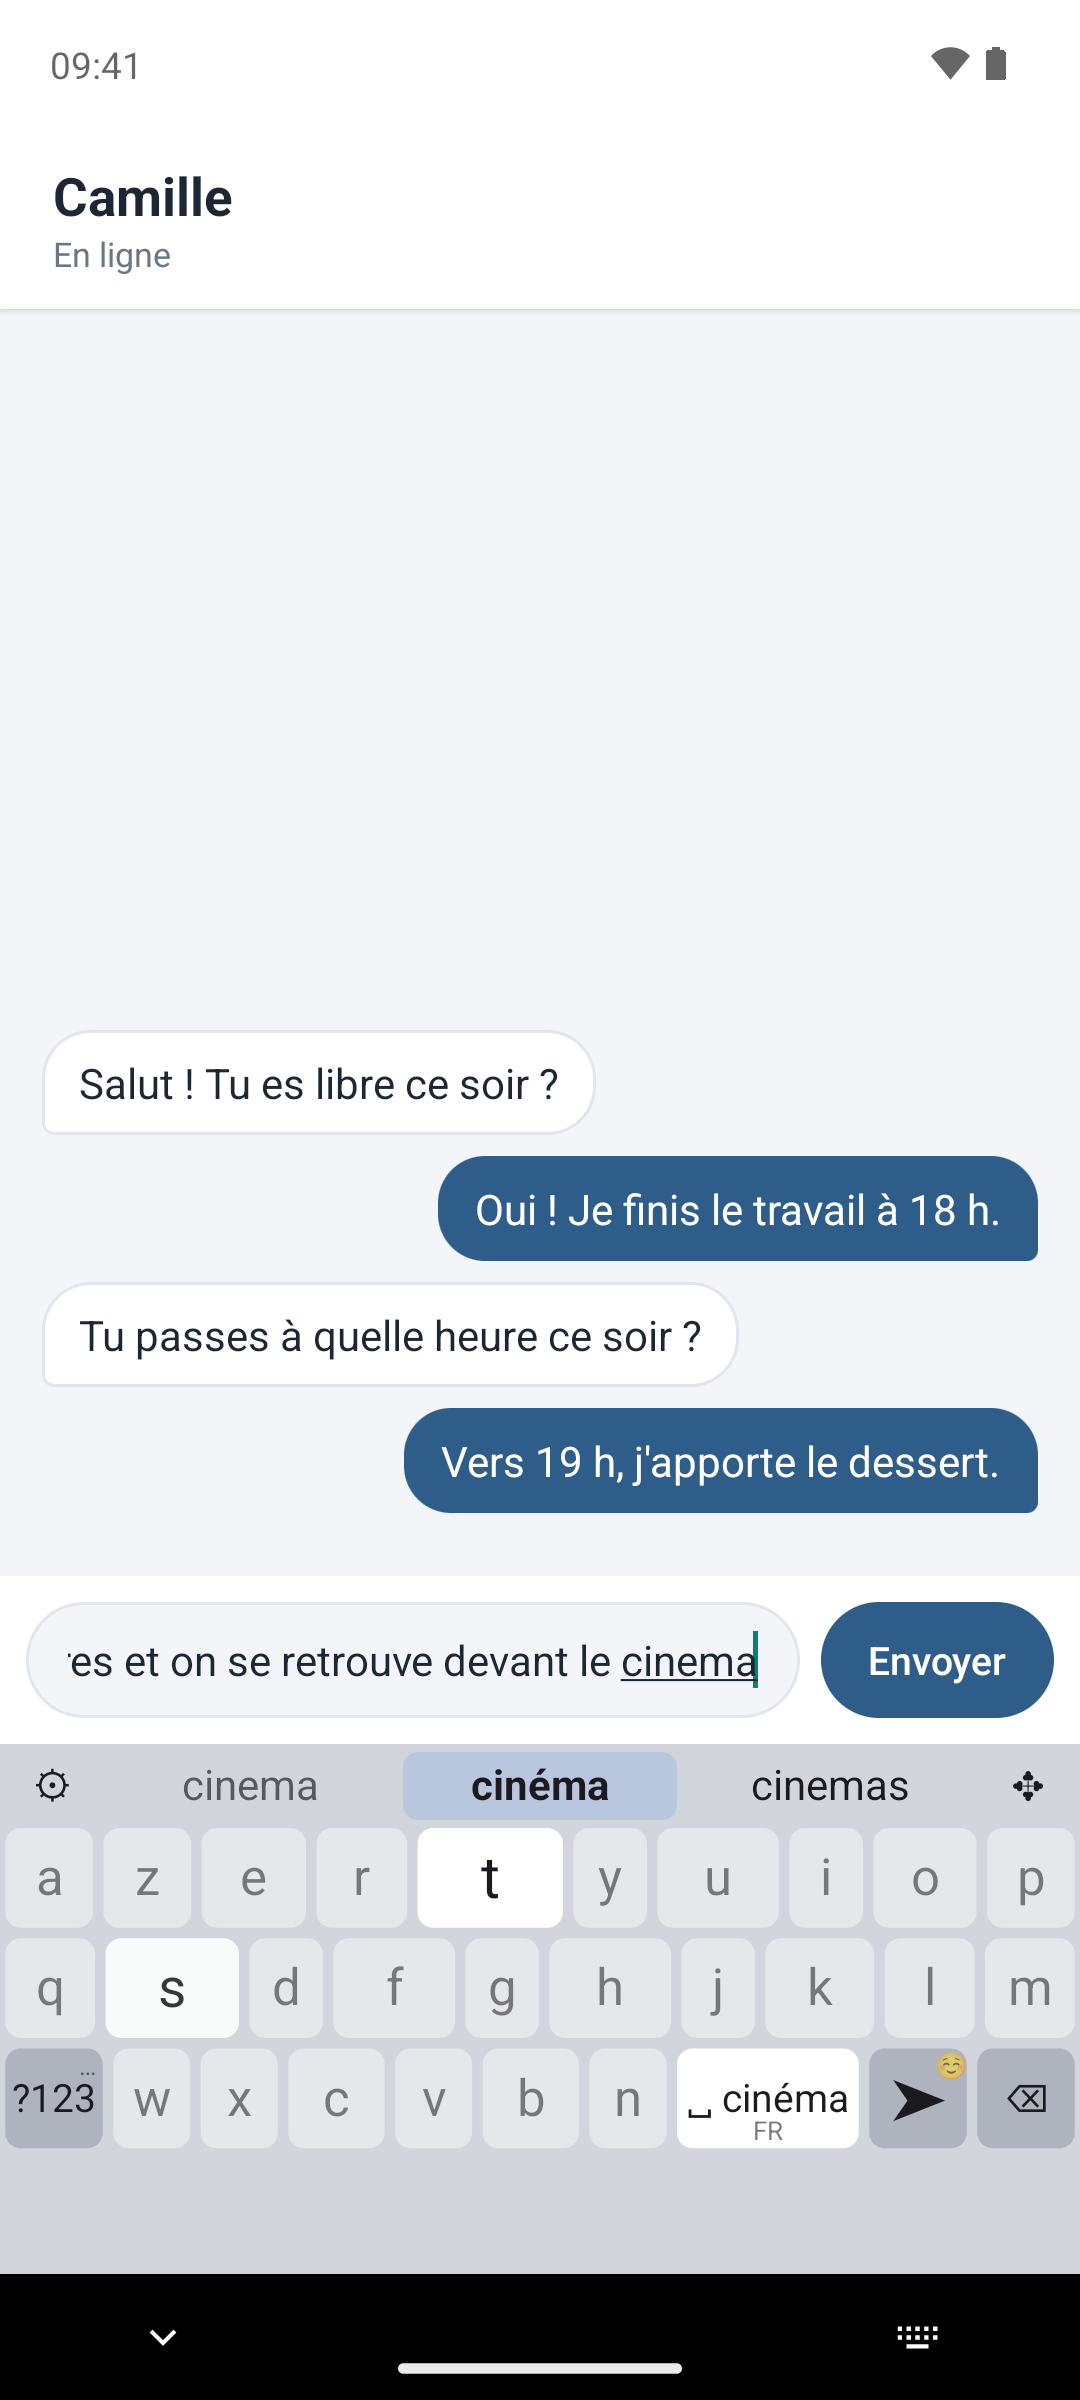 09:41
Camille
En ligne
Salut ! Tu es libre ce soir ?
Oui ! Je finis le travail à 18 h.
Tu passes à quelle heure ce soir ?
Vers 19 h, j'apporte le dessert.
es et on se retrouve devant le cinema
Envoyer
cinema cinéma cinemas
a z e r t y u i o p
q s d f g h j k l m
?123 w x c v b n cinéma
FR